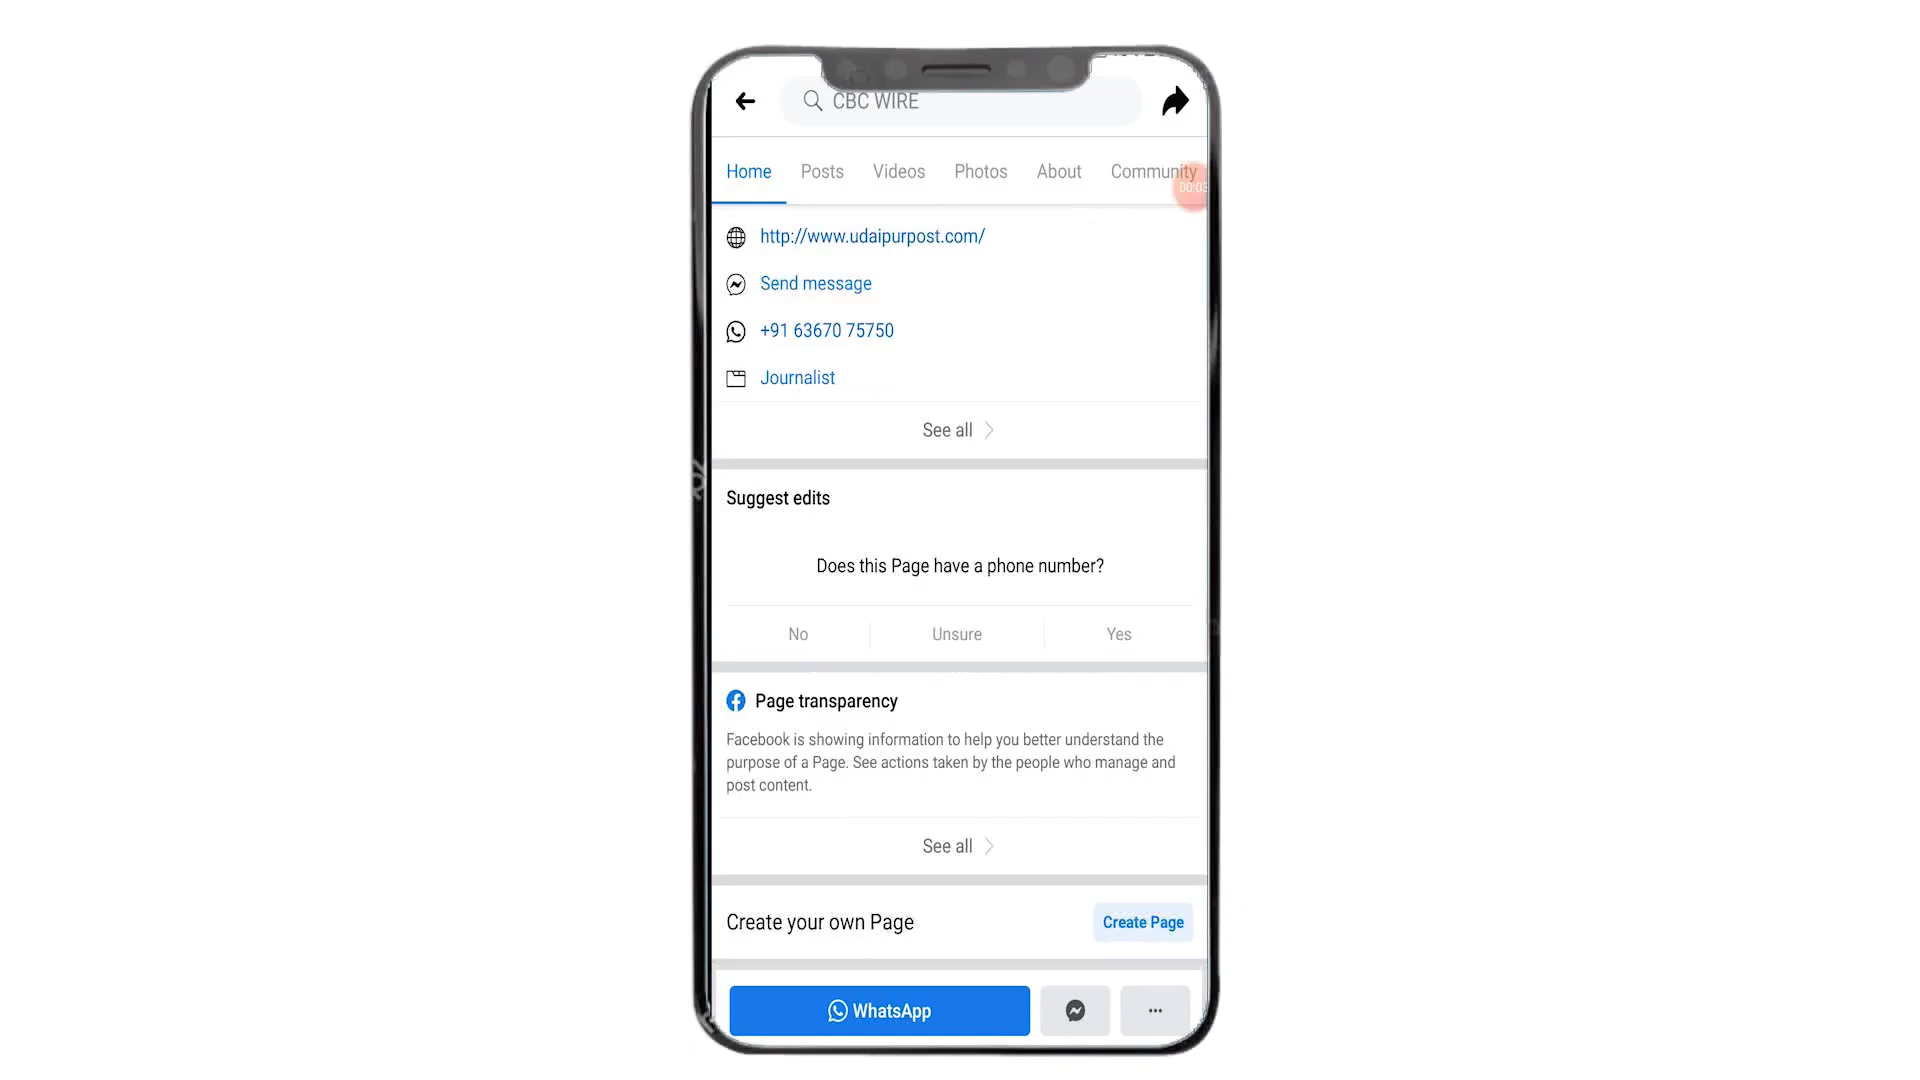 CBC WIRE
Home Posts Videos Photos About Community
00:03
http://www.udaipurpost.com/
Send message
+91 63670 75750
Journalist
See all
Suggest edits
Does this Page have a phone number?
No Unsure Yes
Page transparency
Facebook is showing information to help you better understand the
purpose of a Page. See actions taken by the people who manage and
post content.
See all
Create your own Page Create Page
WhatsApp